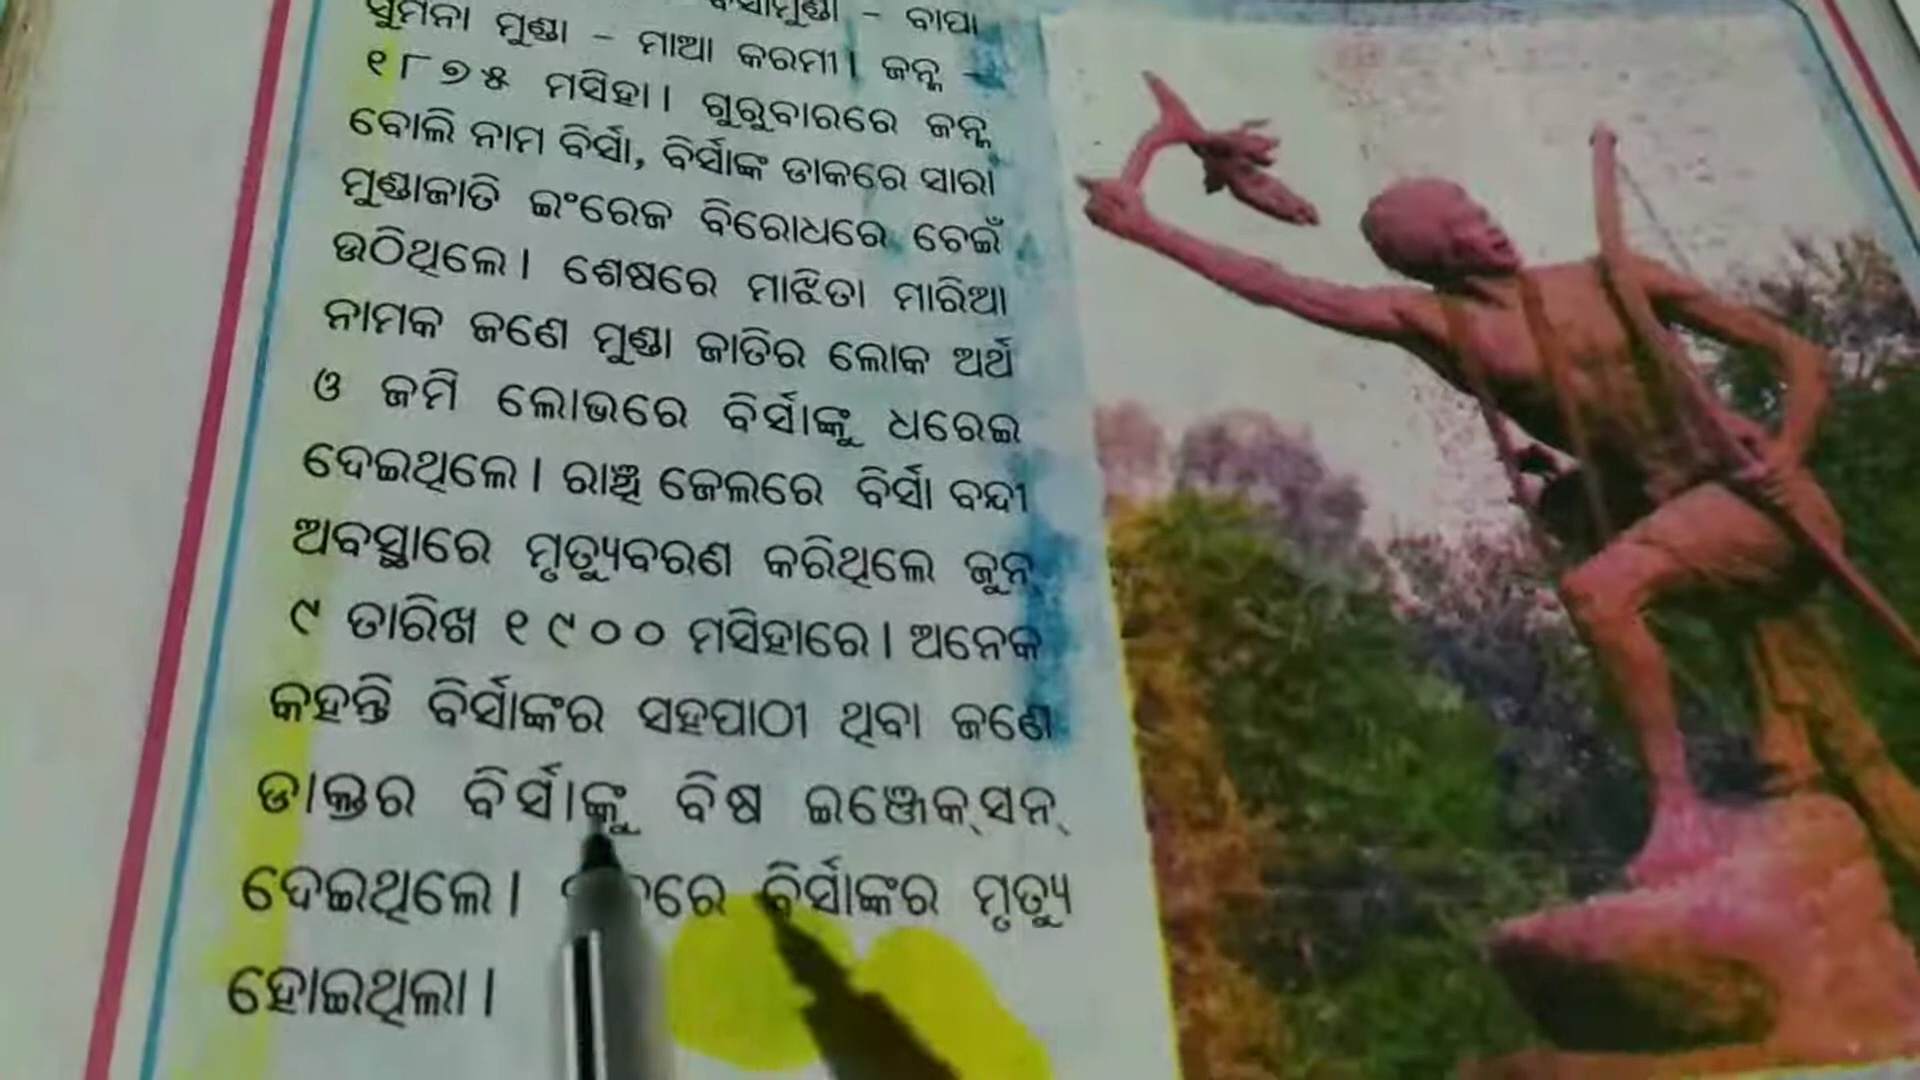 ବିର୍ସାମୁଣ୍ଡା – ବାପା
ସୁମନା ମୁଣ୍ଡା – ମାଆ କରମୀ। ଜନ୍ମ –
୧୮୭୫ ମସିହା। ଗୁରୁବାରରେ ଜନ୍ମ
ବୋଲି ନାମ ବିର୍ସା, ବିର୍ସାଙ୍କ ଡାକରେ ସାରା
ମୁଣ୍ଡାଜାତି ଇଂରେଜ ବିରୋଧରେ ଚେଇଁ
ଉଠିଥିଲେ। ଶେଷରେ ମାଝିତା ମାରିଆ
ନାମକ ଜଣେ ମୁଣ୍ଡା ଜାତିର ଲୋକ ଅର୍ଥ
ଓ ଜମି ଲୋଭରେ ବିର୍ସାଙ୍କୁ ଧରେଇ
ଦେଇଥିଲେ। ରାଞ୍ଚି ଜେଲରେ ବିର୍ସା ବନ୍ଦୀ
ଅବସ୍ଥାରେ ମୃତ୍ୟୁବରଣ କରିଥିଲେ ଜୁନ୍
୯ ତାରିଖ ୧୯୦୦ ମସିହାରେ। ଅନେକ
କହନ୍ତି ବିର୍ସାଙ୍କର ସହପାଠୀ ଥିବା ଜଣେ
ଡାକ୍ତର ବିର୍ସାଙ୍କୁ ବିଷ ଇଞ୍ଜେକ୍‌ସନ୍
ଦେଇଥିଲେ। ବିର୍ସାଙ୍କର ମୃତ୍ୟୁ
ହୋଇଥିଲା।